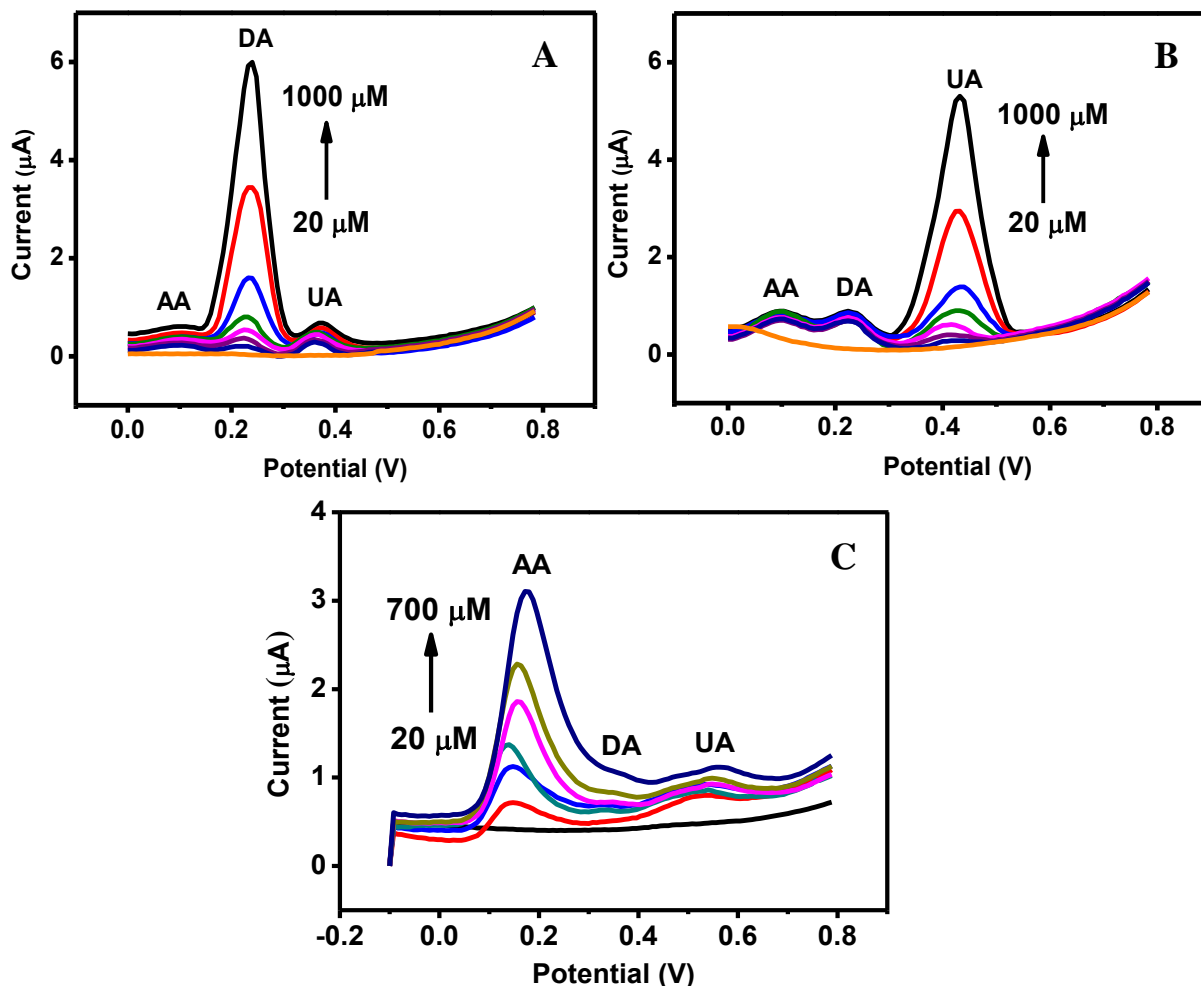 A
DA
1000 μM
20 μM
AA
UA
Current (μA)
6
4
2
0
0.0 0.2 0.4 0.6 0.8
Potential (V)
B
UA
1000 μM
20 μM
AA DA
Current (μA)
6
4
2
0
0.0 0.2 0.4 0.6 0.8
Potential (V)
C
AA
700 μM
20 μM
DA UA
Current (μA)
4
3
2
1
0
-0.2 0.0 0.2 0.4 0.6 0.8
Potential (V)